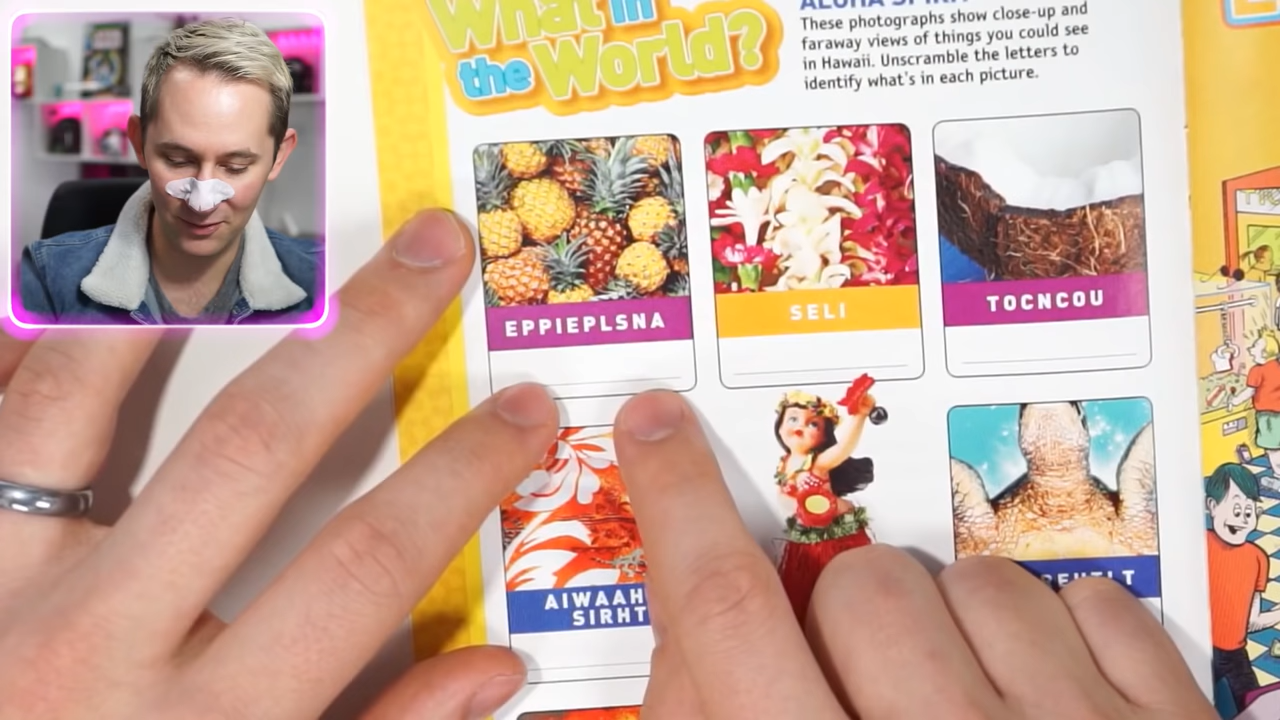 What in
the World?
ALOHA SPIRIT
These photographs show close-up and
faraway views of things you could see
in Hawaii. Unscramble the letters to
identify what's in each picture.
EPPIEPLSNA
SELI
TOCNCOU
AIWAAH
SIRHT